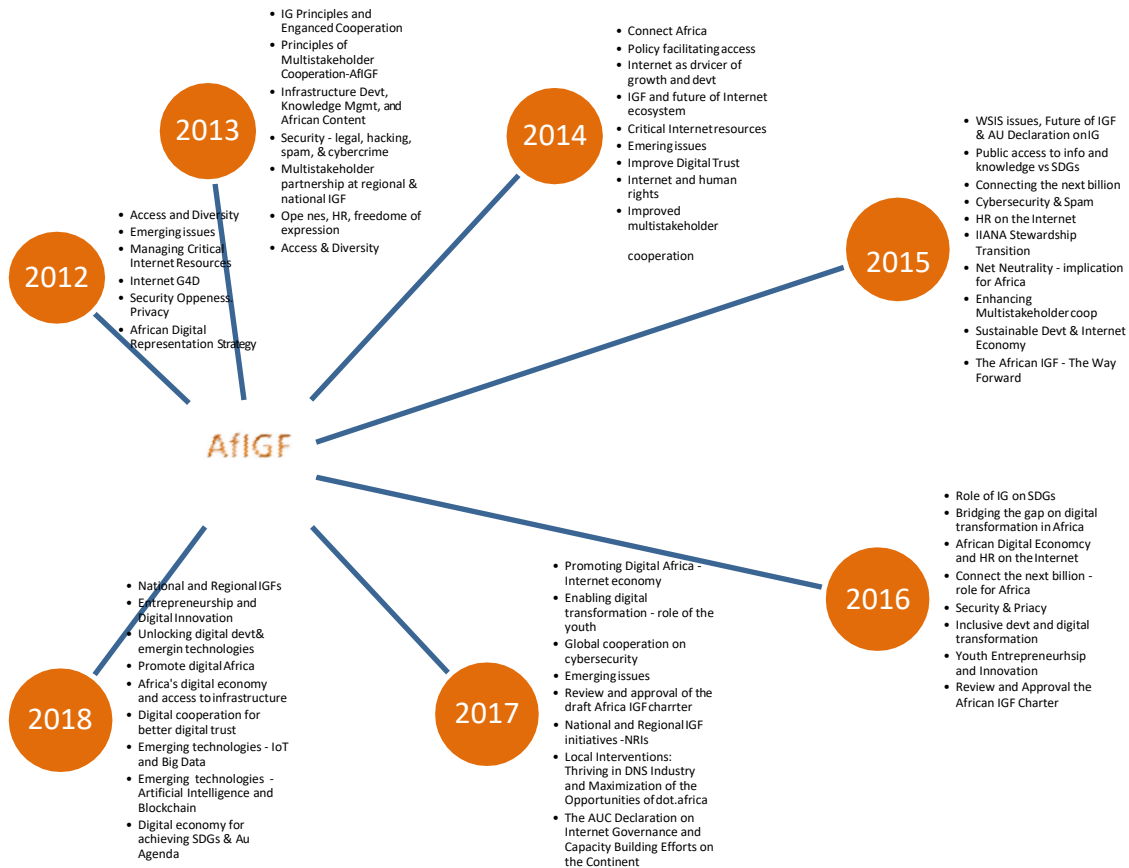 2013
• IG Principles and
Enganced Cooperation
• Principles of
Multistakeholder
Cooperation-AfIGF
• Infrastructure Devt,
Knowledge Mgmt, and
African Content
• Security - legal, hacking,
spam, & cybercrime
• Multistakeholder
partnership at regional &
national IGF
• Ope nes, HR, freedome of
expression
• Access & Diversity
2014
• Connect Africa
• Policy facilitating access
• Internet as drvicer of
growth and devt
• IGF and future of Internet
ecosystem
• Critical Internet resources
• Emering issues
• Improve Digital Trust
• Internet and human
rights
• Improved
multistakeholder
cooperation
2015
• WSIS issues, Future of IGF
& AU Declaration on IG
• Public access to info and
knowledge vs SDGs
• Connecting the next billion
• Cybersecurity & Spam
• HR on the Internet
• IIANA Stewardship
Transition
• Net Neutrality - implication
for Africa
• Enhancing
Multistakeholder coop
• Sustainable Devt & Internet
Economy
• The African IGF - The Way
Forward
2012
• Access and Diversity
• Emerging issues
• Managing Critical
Internet Resources
• Internet G4D
• Security Oppeness.
Privacy
• African Digital
Representation Strategy
AfIGF
2016
• Role of IG on SDGs
• Bridging the gap on digital
transformation in Africa
• African Digital Economcy
and HR on the Internet
• Connect the next billion -
role for Africa
• Security & Priacy
• Inclusive devt and digital
transformation
• Youth Entrepreneurhsip
and Innovation
• Review and Approval the
African IGF Charter
2018
• National and Regional IGFs
• Entrepreneurship and
Digital Innovation
• Unlocking digital devt&
emergin technologies
• Promote digital Africa
• Africa's digital economy
and access to infrastructure
• Digital cooperation for
better digital trust
• Emerging technologies - IoT
and Big Data
• Emerging technologies -
Artificial Intelligence and
Blockchain
• Digital economy for
achieving SDGs & Au
Agenda
2017
• Promoting Digital Africa -
Internet economy
• Enabling digital
transformation - role of the
youth
• Global cooperation on
cybersecurity
• Emerging issues
• Review and approval of the
draft Africa IGF charrter
• National and Regional IGF
initiatives -NRIs
• Local Interventions:
Thriving in DNS Industry
and Maximization of the
Opportunities of dot.africa
• The AUC Declaration on
Internet Governance and
Capacity Building Efforts on
the Continent